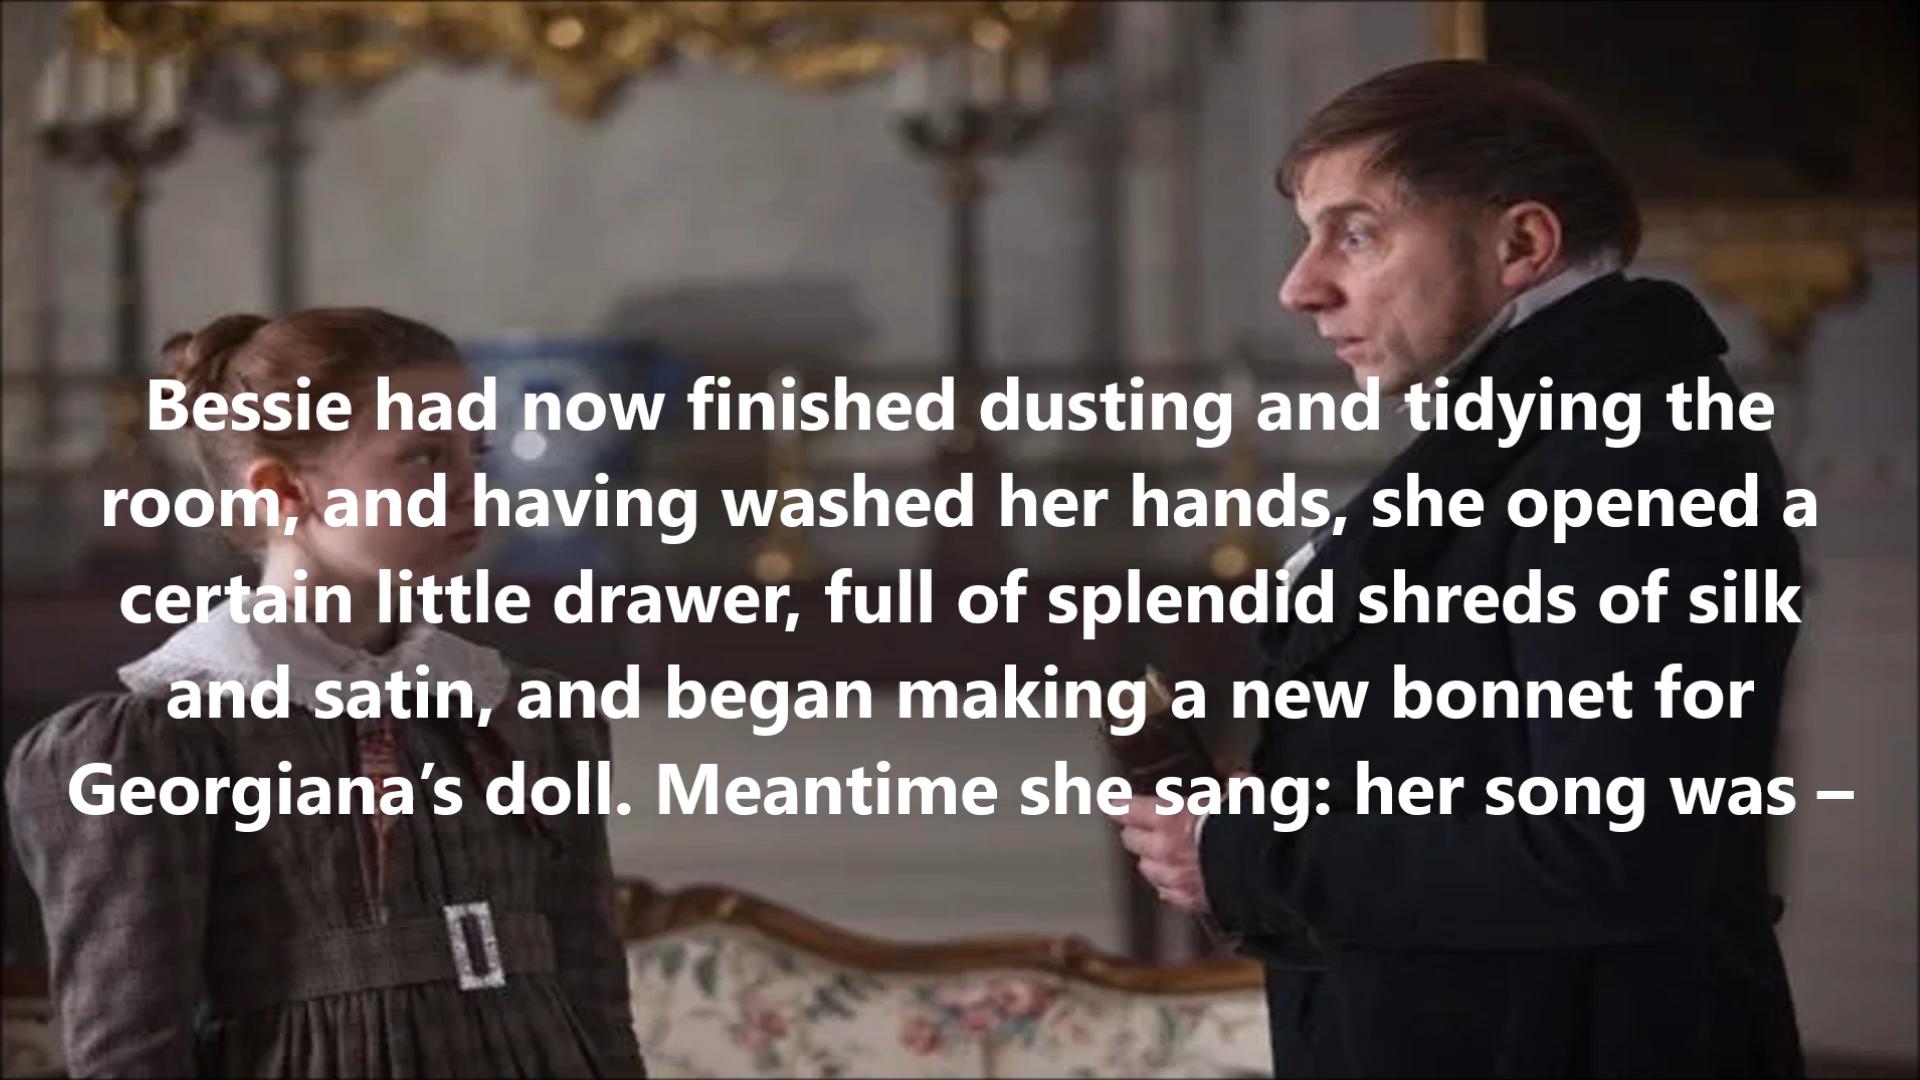 Bessie had now finished dusting and tidying the
room, and having washed her hands, she opened a
certain little drawer, full of splendid shreds of silk
and satin, and began making a new bonnet for
Georgiana’s doll. Meantime she sang: her song was –